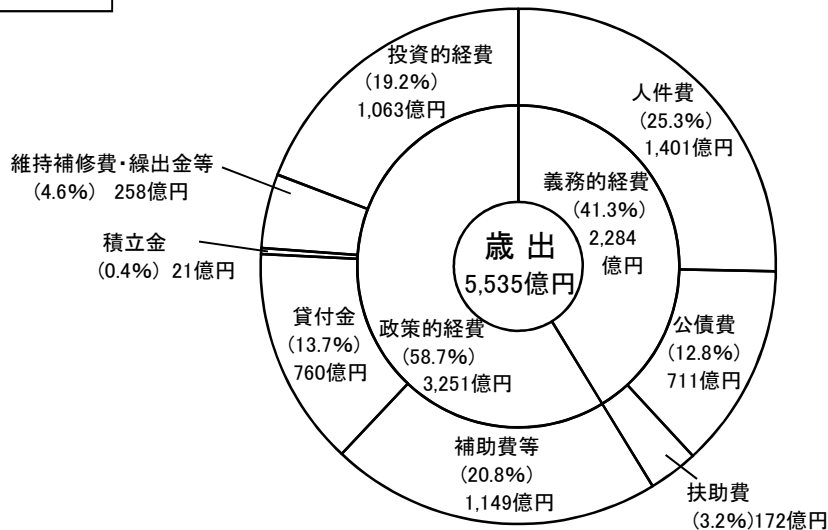 歳 出
5,535億円
義務的経費
(41.3%)
2,284
億円
政策的経費
(58.7%)
3,251億円
人件費
(25.3%)
1,401億円
公債費
(12.8%)
711億円
扶助費
(3.2%)172億円
補助費等
(20.8%)
1,149億円
貸付金
(13.7%)
760億円
積立金
(0.4%) 21億円
維持補修費・繰出金等
(4.6%) 258億円
投資的経費
(19.2%)
1,063億円